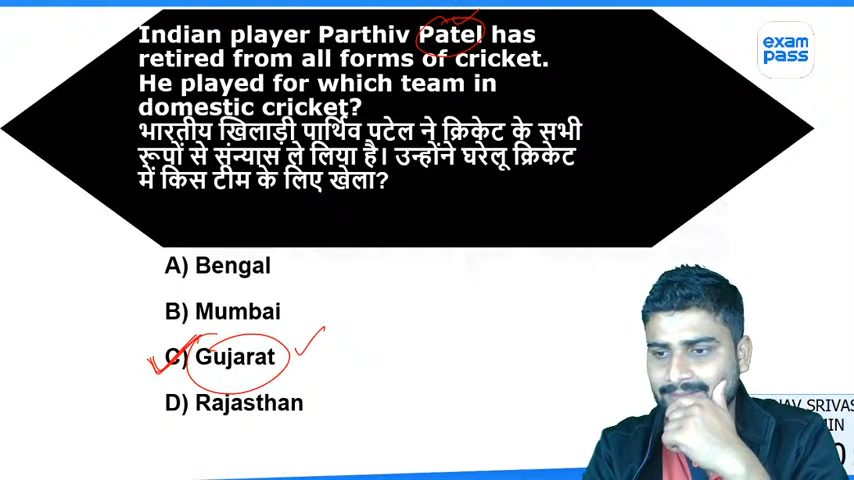 Indian player Parthiv Patel has
retired from all forms of cricket.
He played for which team in
domestic cricket?
भारतीय खिलाड़ी पार्थिव पटेल ने क्रिकेट के सभी
रूपों से संन्यास ले लिया है। उन्होंने घरेलू क्रिकेट
में किस टीम के लिए खेला?
exam
pass
A) Bengal
B) Mumbai
C) Gujarat
D) Rajasthan